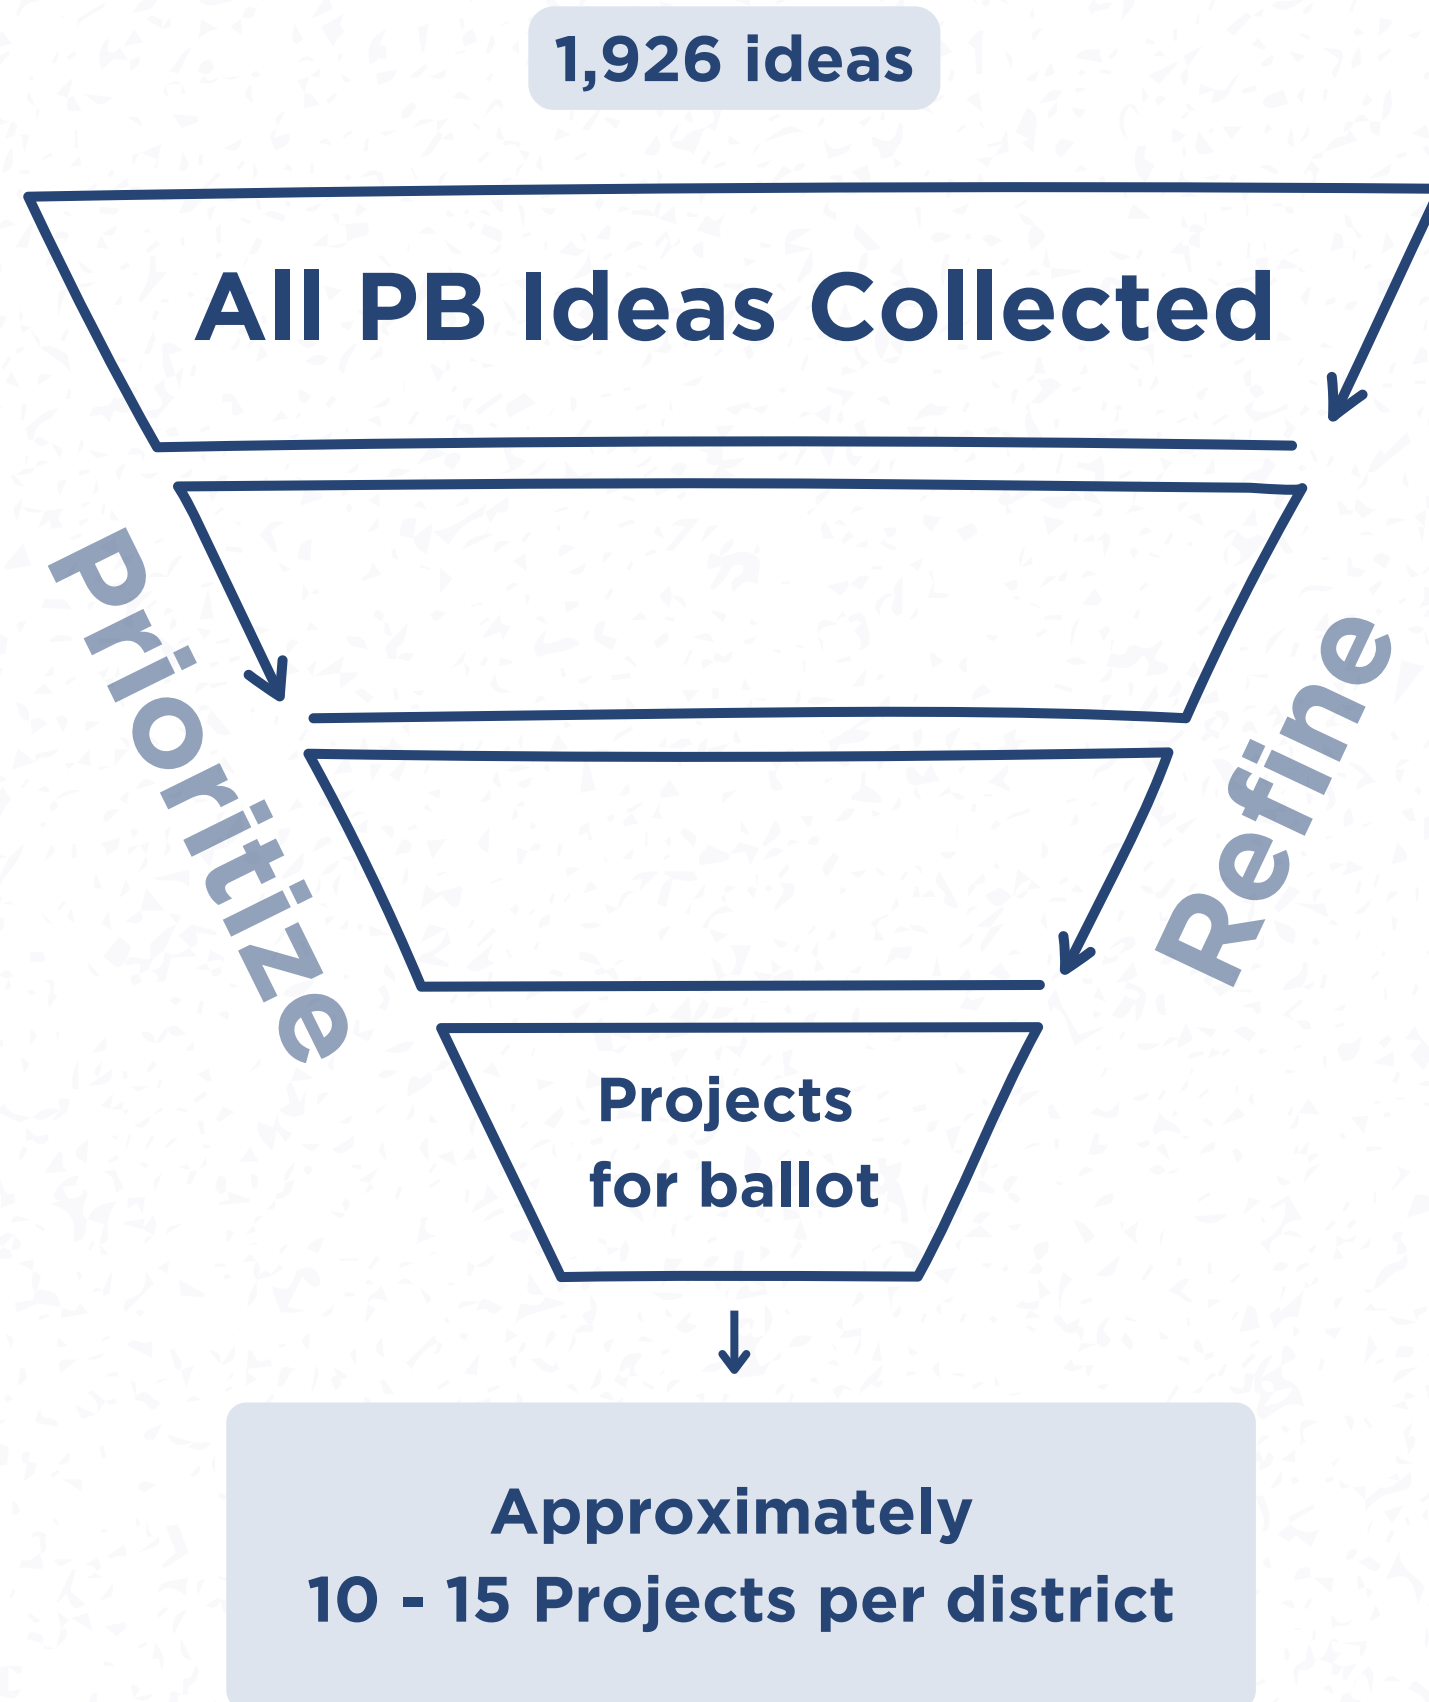 1,926 ideas
All PB Ideas Collected
Prioritize
Refine
Projects
for ballot
Approximately
10 - 15 Projects per district